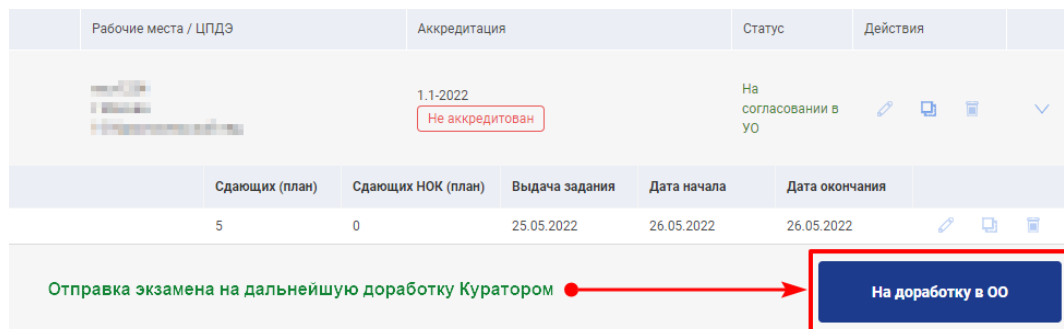 Рабочие места / ЦПДЭ Аккредитация Статус Действия
1.1-2022
Не аккредитован
На
согласовании в
УО
Сдающих (план) Сдающих НОК (план) Выдача задания Дата начала Дата окончания
5 0 25.05.2022 26.05.2022 26.05.2022
Отправка экзамена на дальнейшую доработку Куратором На доработку в ОО